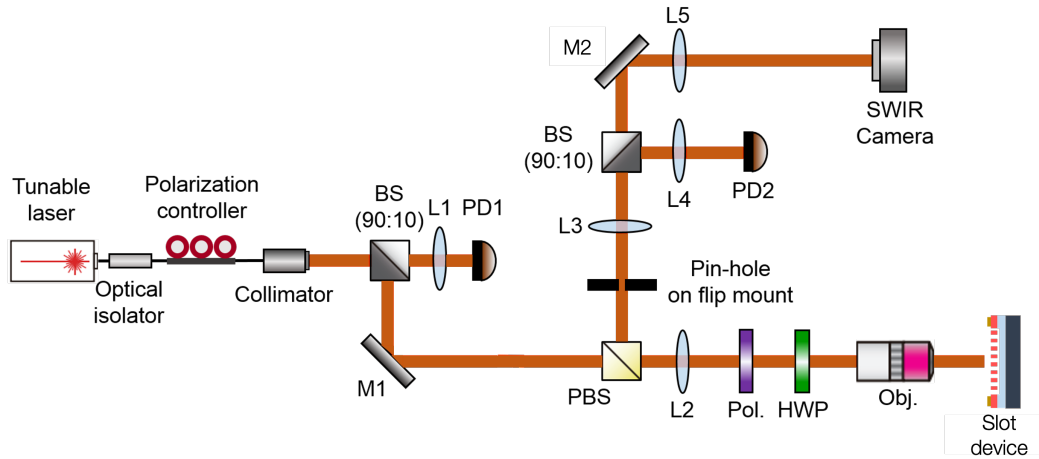 L5
M2
SWIR
Camera
BS
(90:10)
L4
PD2
Tunable
laser
Polarization
controller
BS
(90:10)
L1
PD1
L3
Optical
isolator
Collimator
Pin-hole
on flip mount
M1
PBS
L2
Pol.
HWP
Obj.
Slot
device